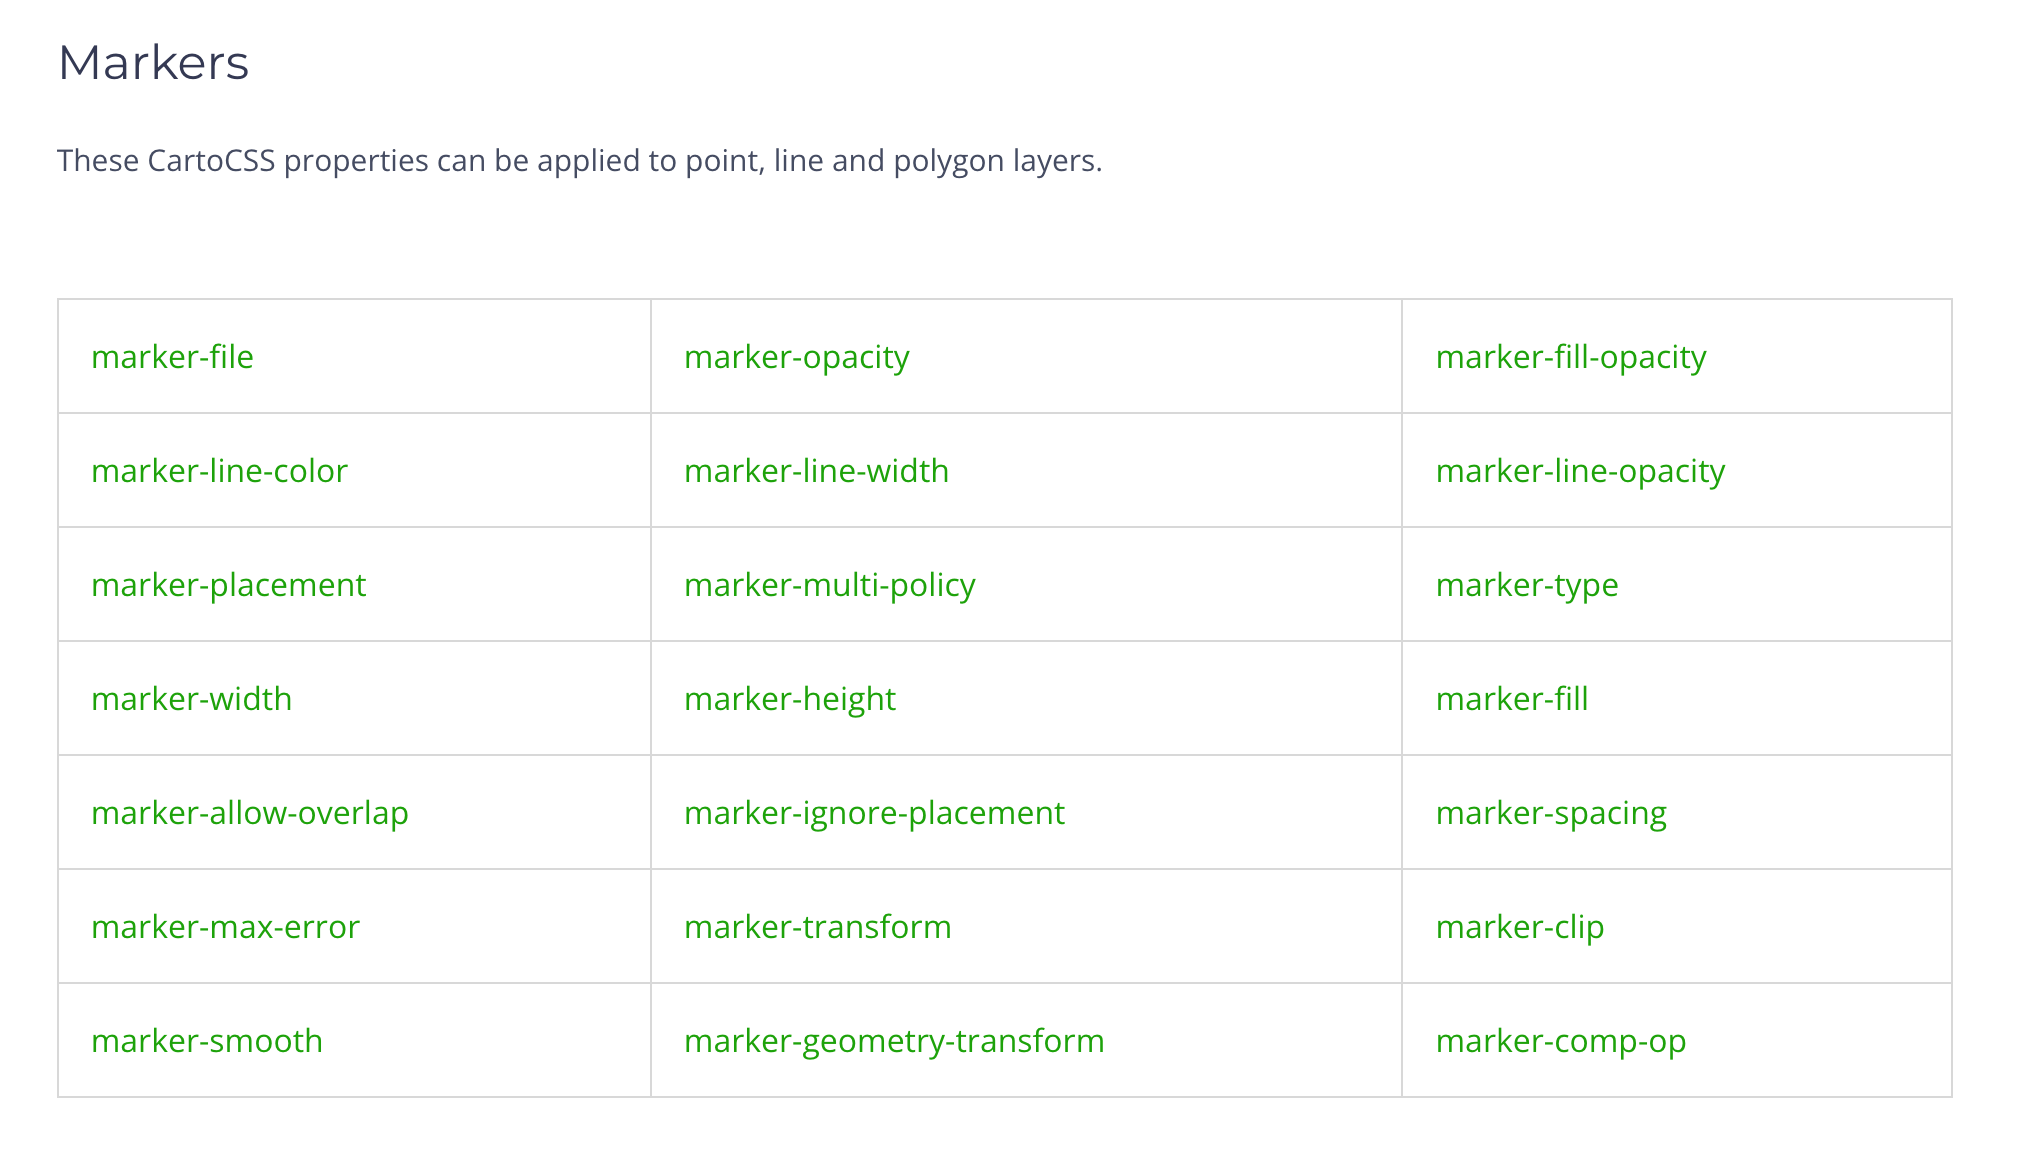 Markers
These CartoCSS properties can be applied to point, line and polygon layers.
marker-file marker-opacity marker-fill-opacity
marker-line-color marker-line-width marker-line-opacity
marker-placement marker-multi-policy marker-type
marker-width marker-height marker-fill
marker-allow-overlap marker-ignore-placement marker-spacing
marker-max-error marker-transform marker-clip
marker-smooth marker-geometry-transform marker-comp-op